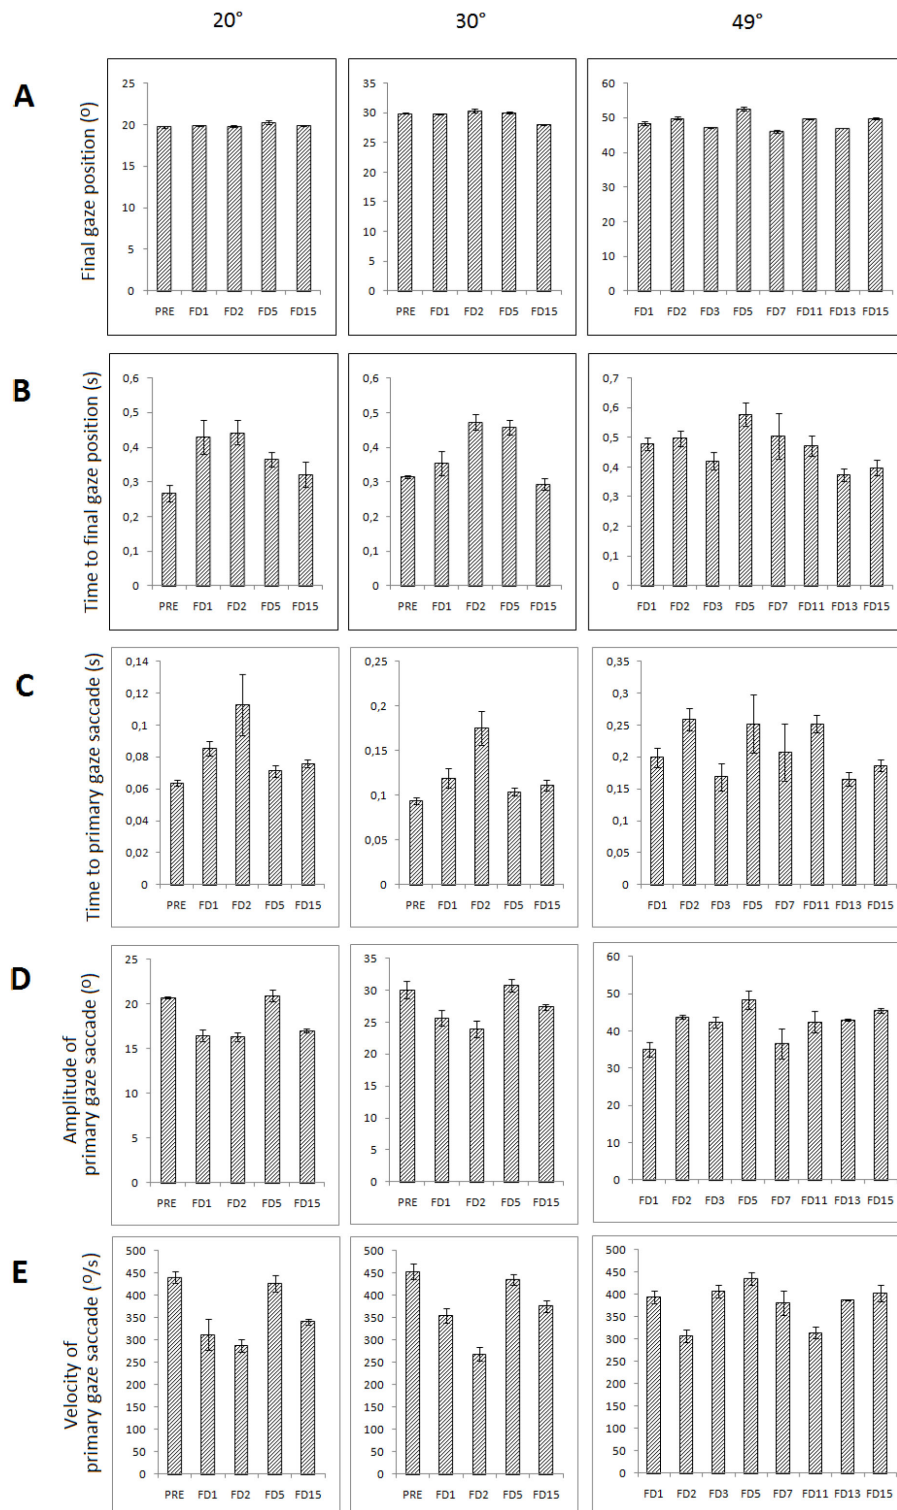 20° 30° 49°
A
Final gaze position (⁰)
25 20 15 10 5 0
PRE FD1 FD2 FD5 FD15
35 30 25 20 15 10 5 0
PRE FD1 FD2 FD5 FD15
60 50 40 30 20 10 0
FD1 FD2 FD3 FD5 FD7 FD11 FD13 FD15
B
Time to final gaze position (s)
0,6 0,5 0,4 0,3 0,2 0,1 0
PRE FD1 FD2 FD5 FD15
0,6 0,5 0,4 0,3 0,2 0,1 0
PRE FD1 FD2 FD5 FD15
0,7 0,6 0,5 0,4 0,3 0,2 0,1 0
FD1 FD2 FD3 FD5 FD7 FD11 FD13 FD15
C
Time to primary gaze saccade (s)
0,14 0,12 0,1 0,08 0,06 0,04 0,02 0
PRE FD1 FD2 FD5 FD15
0,25 0,2 0,15 0,1 0,05 0
PRE FD1 FD2 FD5 FD15
0,35 0,3 0,25 0,2 0,15 0,1 0,05 0
FD1 FD2 FD3 FD5 FD7 FD11 FD13 FD15
D
Amplitude of
primary gaze saccade (⁰)
25 20 15 10 5 0
PRE FD1 FD2 FD5 FD15
35 30 25 20 15 10 5 0
PRE FD1 FD2 FD5 FD15
60 50 40 30 20 10 0
FD1 FD2 FD3 FD5 FD7 FD11 FD13 FD15
E
Velocity of
primary gaze saccade (⁰/s)
500 450 400 350 300 250 200 150 100 50 0
PRE FD1 FD2 FD5 FD15
500 450 400 350 300 250 200 150 100 50 0
PRE FD1 FD2 FD5 FD15
500 450 400 350 300 250 200 150 100 50 0
FD1 FD2 FD3 FD5 FD7 FD11 FD13 FD15